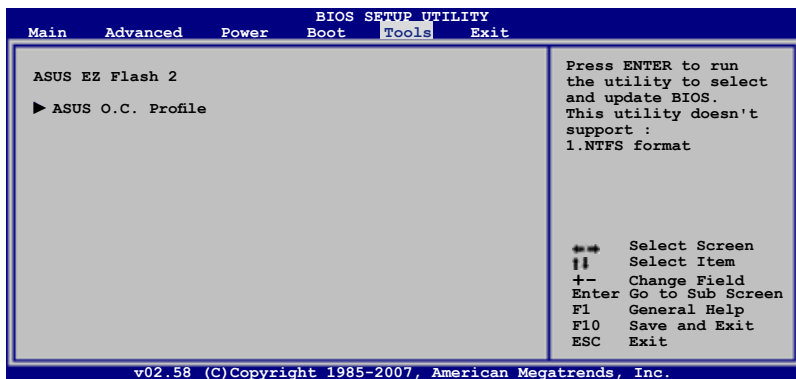 BIOS SETUP UTILITY
Main Advanced Power Boot Tools Exit
ASUS EZ Flash 2
▶ ASUS O.C. Profile
Press ENTER to run
the utility to select
and update BIOS.
This utility doesn't
support :
1.NTFS format
←→ Select Screen
↑↓ Select Item
+- Change Field
Enter Go to Sub Screen
F1 General Help
F10 Save and Exit
ESC Exit
v02.58 (C)Copyright 1985-2007, American Megatrends, Inc.